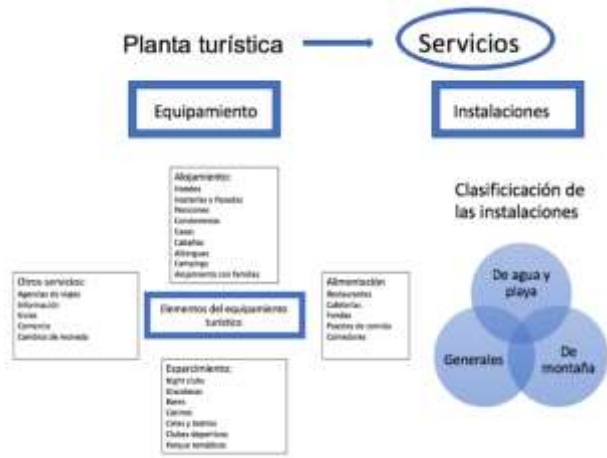 Planta turística
Servicios
Equipamiento
Instalaciones
Alojamiento:
Hoteles
Hosterías y Posadas
Pensiones
Condominios
Casas
Cabañas
Albergues
Campings
Alojamiento con familias
Otros servicios:
Agencias de viajes
Información
Guías
Comercio
Cambios de moneda
Elementos del equipamiento
turístico
Alimentación
Restaurantes
Cafeterías
Fondas
Puestos de comida
Comedores
Esparcimiento:
Night clubs
Discotecas
Bares
Casinos
Cines y teatros
Clubes deportivos
Parque temáticos
Clasificicación de
las instalaciones
De agua y
playa
Generales
De
montaña